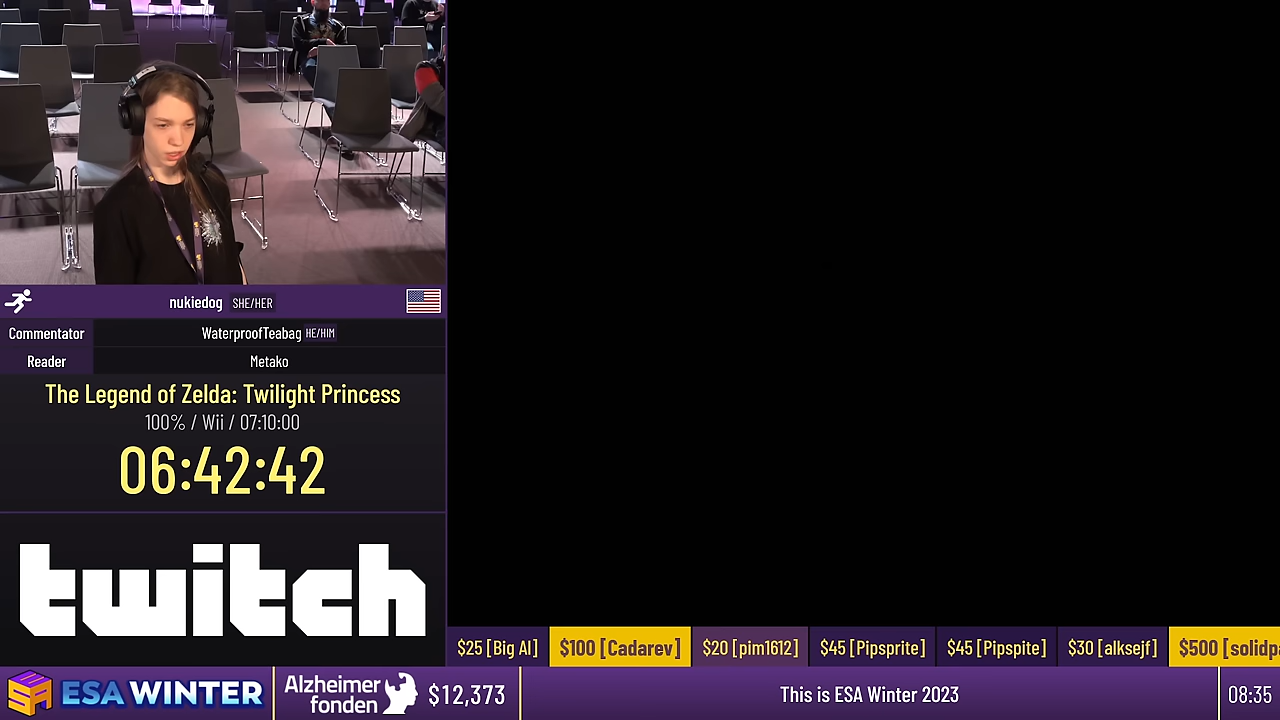 nukiedog SHE/HER
Commentator WaterproofTeabag HE/HIM
Reader Metako
The Legend of Zelda: Twilight Princess
100% / Wii / 07:10:00
06:42:42
twitch
$25 [Big Al] $100 [Cadarev] $20 [pim1612] $45 [Pipsprite] $45 [Pipspite] $30 [alksejf] $500 [solidp
ESA WINTER Alzheimer fonden $12,373 This is ESA Winter 2023 08:35